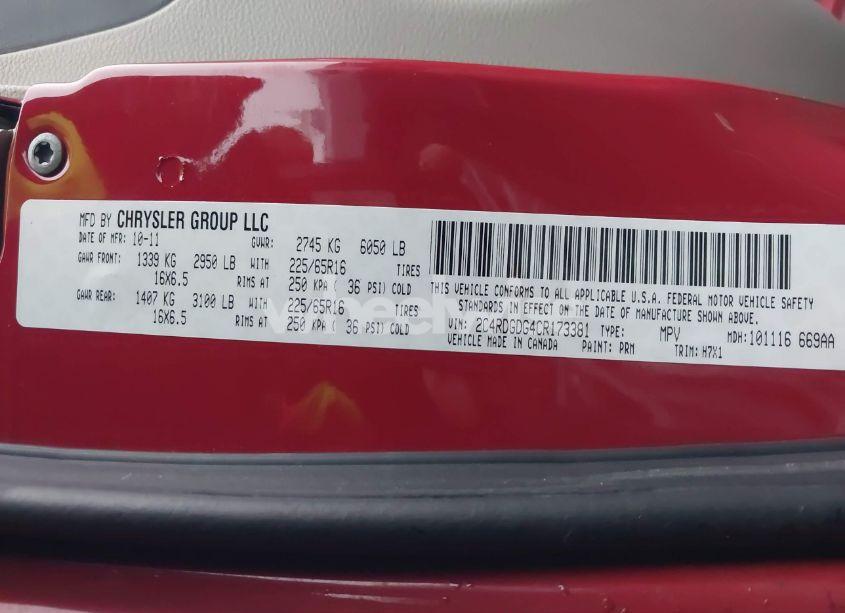 MFD BY CHRYSLER GROUP LLC
DATE OF MFR: 10-11 GVWR: 2745 KG 6050 LB
GAWR FRONT: 1339 KG 2950 LB WITH 225/65R16 TIRES
16X6.5 RIMS AT 250 KPA ( 36 PSI) COLD
GAWR REAR: 1407 KG 3100 LB WITH 225/65R16 TIRES
16X6.5 RIMS AT 250 KPA ( 36 PSI) COLD
THIS VEHICLE CONFORMS TO ALL APPLICABLE U.S.A. FEDERAL MOTOR VEHICLE SAFETY
STANDARDS IN EFFECT ON THE DATE OF MANUFACTURE SHOWN ABOVE.
VIN: 2C4RDGDG4CR173381 TYPE: MPV MDH: 101116 669AA
VEHICLE MADE IN CANADA PAINT: PRM TRIM: H7X1